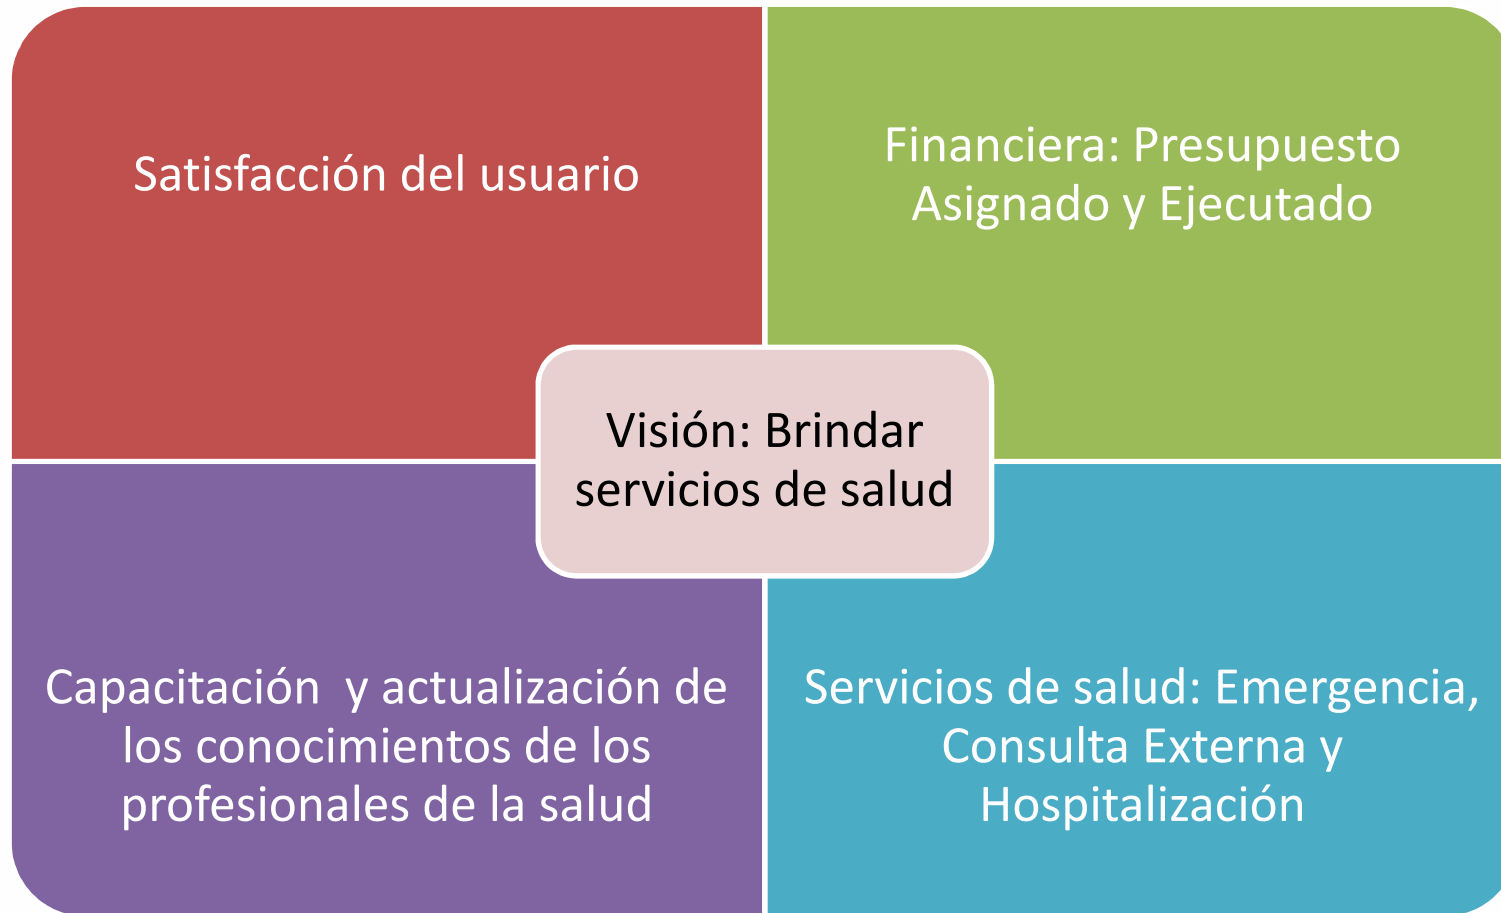 Satisfacción del usuario
Financiera: Presupuesto
Asignado y Ejecutado
Visión: Brindar
servicios de salud
Capacitación  y actualización de
los conocimientos de los
profesionales de la salud
Servicios de salud: Emergencia,
Consulta Externa y
Hospitalización